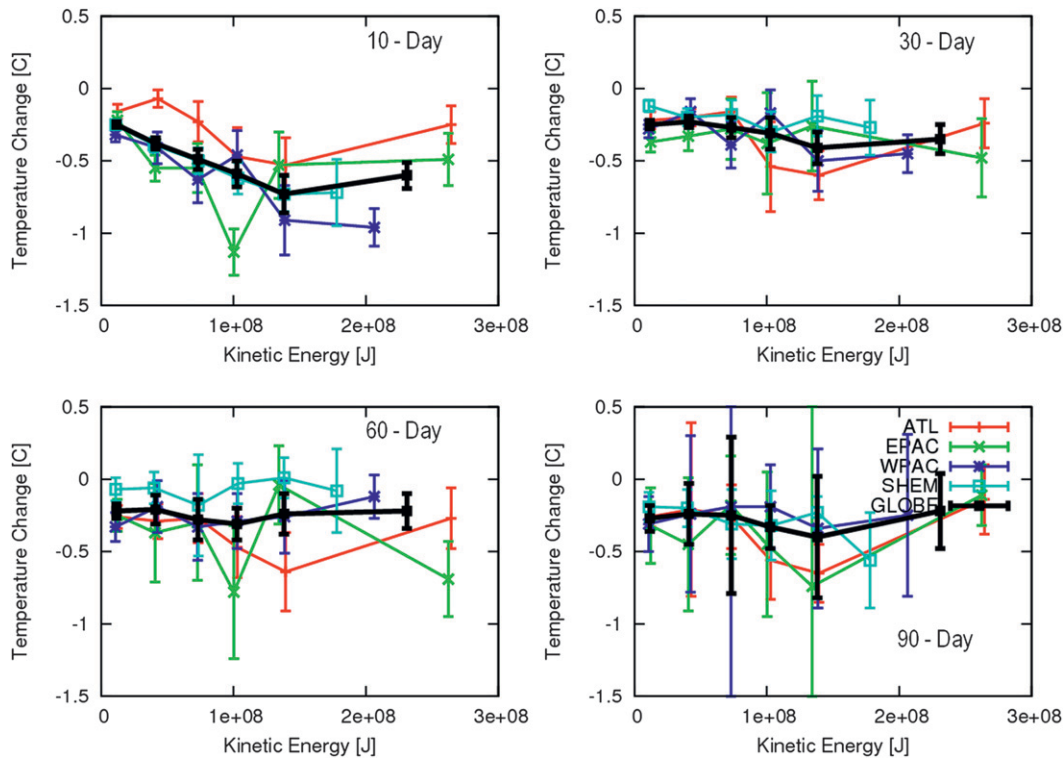 0.5
10 - Day
0
-0.5
-1
-1.5
Temperature Change [C]
0 1e+08 2e+08 3e+08
Kinetic Energy [J]
0.5
30 - Day
0
-0.5
-1
-1.5
Temperature Change [C]
0 1e+08 2e+08 3e+08
Kinetic Energy [J]
0.5
60 - Day
0
-0.5
-1
-1.5
Temperature Change [C]
0 1e+08 2e+08 3e+08
Kinetic Energy [J]
0.5
ATL
EPAC
WPAC
SHEM
GLOBE
0
-0.5
-1
90 - Day
-1.5
Temperature Change [C]
0 1e+08 2e+08 3e+08
Kinetic Energy [J]